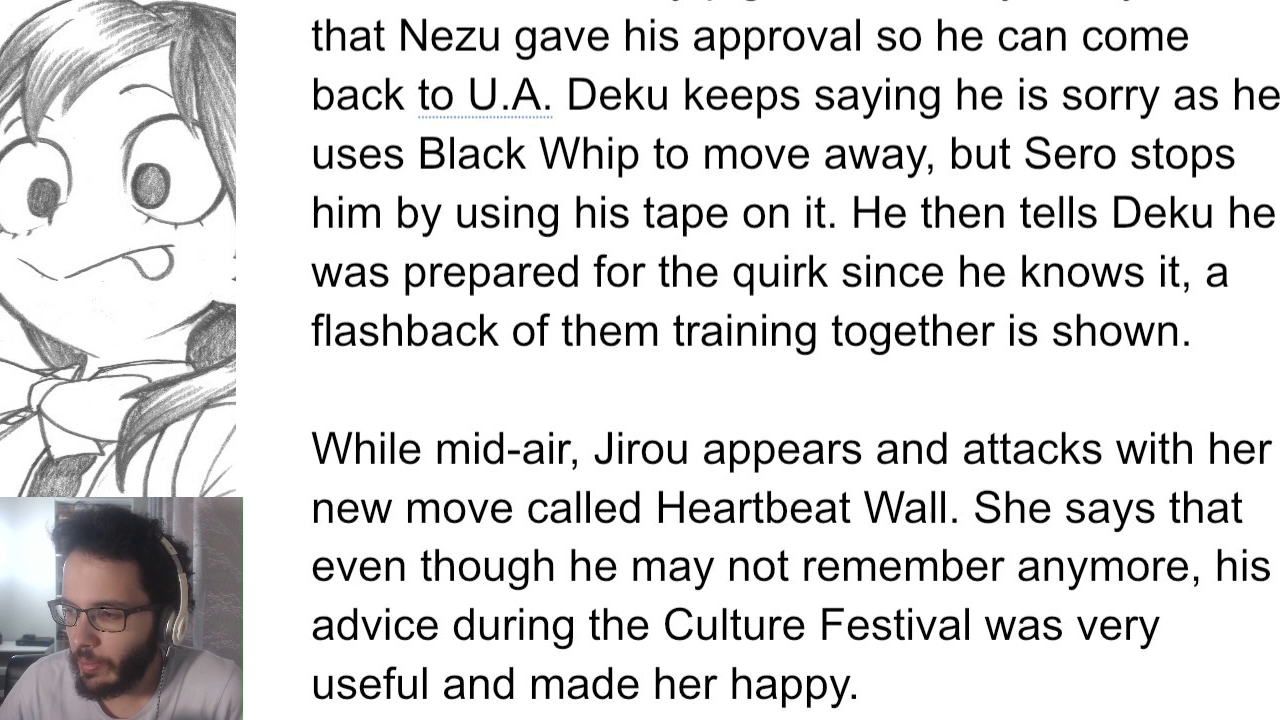 that Nezu gave his approval so he can come
back to U.A. Deku keeps saying he is sorry as he
uses Black Whip to move away, but Sero stops
him by using his tape on it. He then tells Deku he
was prepared for the quirk since he knows it, a
flashback of them training together is shown.
While mid-air, Jirou appears and attacks with her
new move called Heartbeat Wall. She says that
even though he may not remember anymore, his
advice during the Culture Festival was very
useful and made her happy.